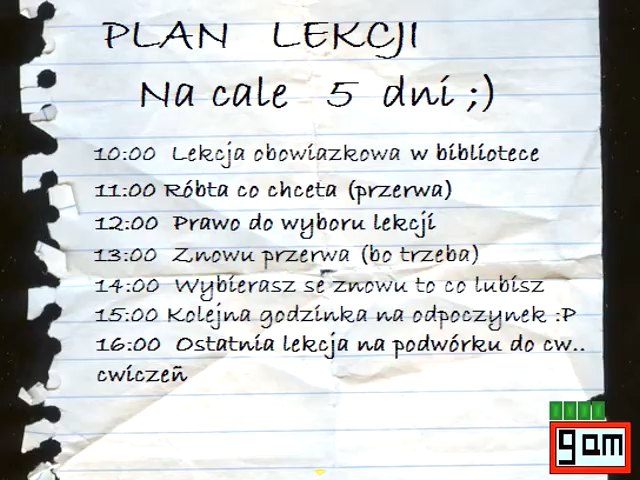 PLAN LEKCJI
Na cale 5 dni ;)
10:00 Lekcja obowiazkowa w bibliotece
11:00 Róbta co chceta (przerwa)
12:00 Prawo do wyboru lekcji
13:00 Znowu przerwa (bo trzeba)
14:00 Wybierasz se znowu to co lubisz
15:00 Kolejna godzinka na odpoczynek :P
16:00 Ostatnia lekcja na podwórku do cw..
cwiczeñ
gam